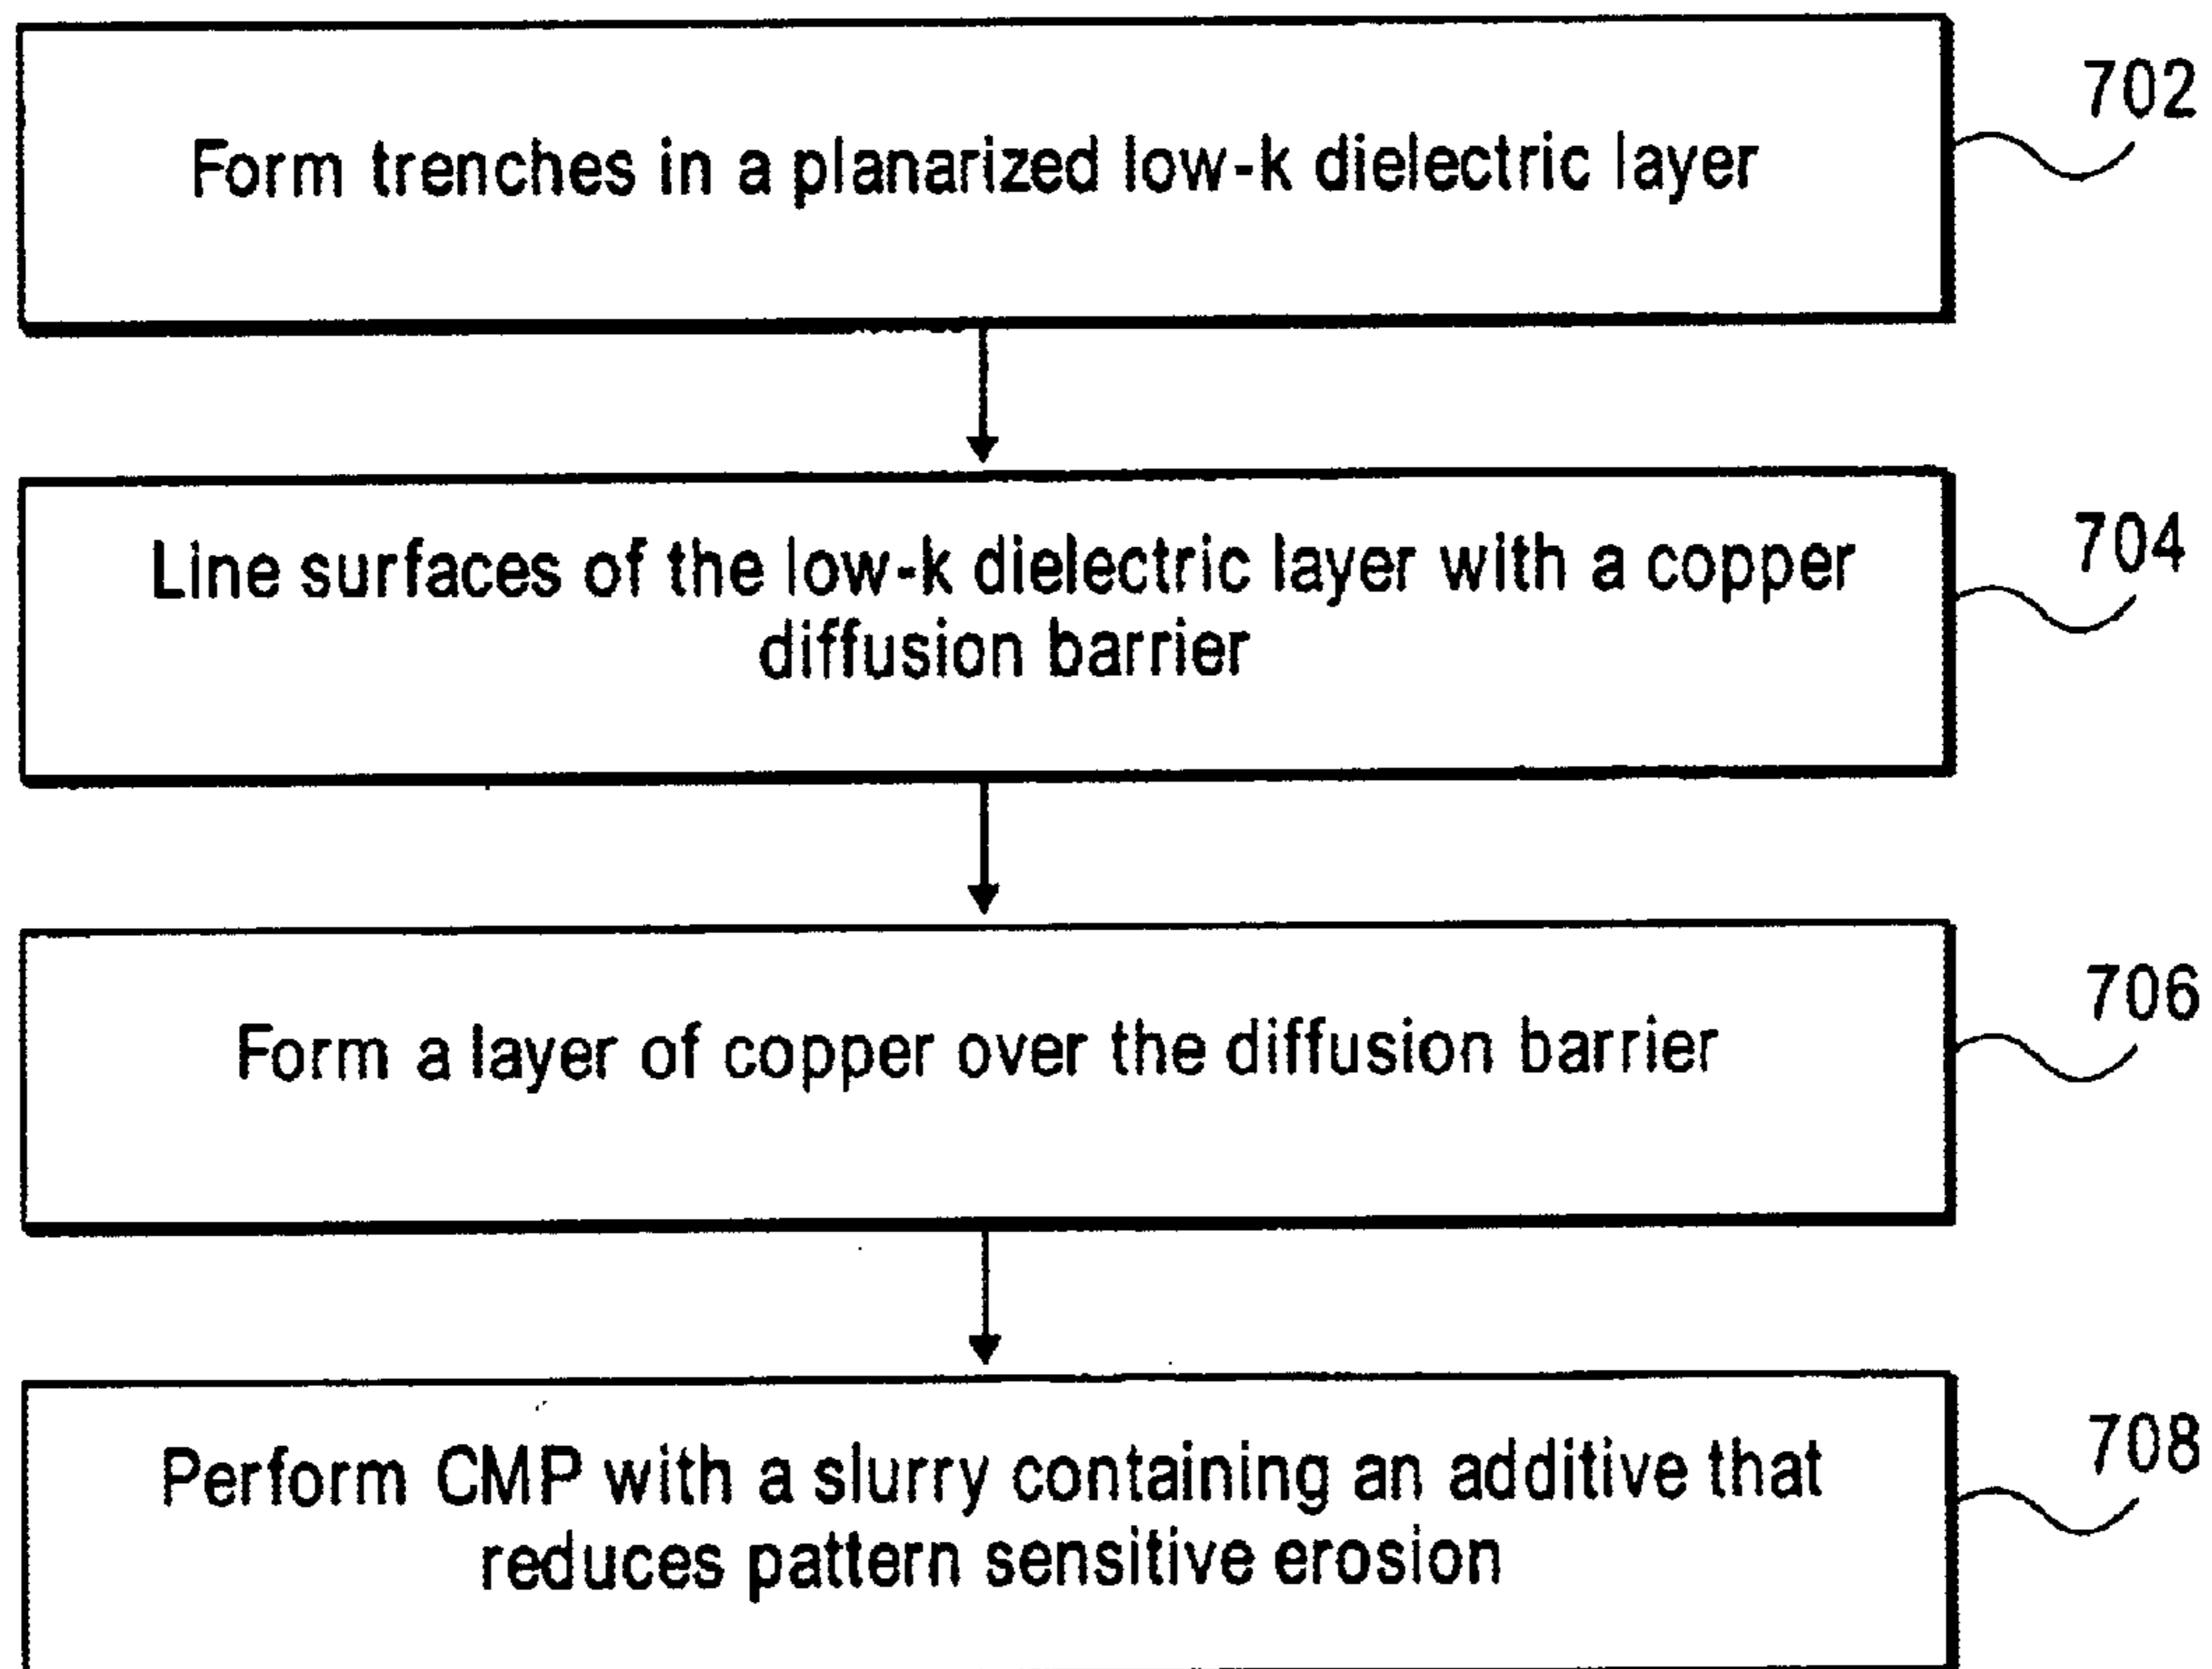 702
Form trenches in a planarized low-k dielectric layer
704
Line surfaces of the low-k dielectric layer with a copper
diffusion barrier
706
Form a layer of copper over the diffusion barrier
708
Perform CMP with a slurry containing an additive that
reduces pattern sensitive erosion